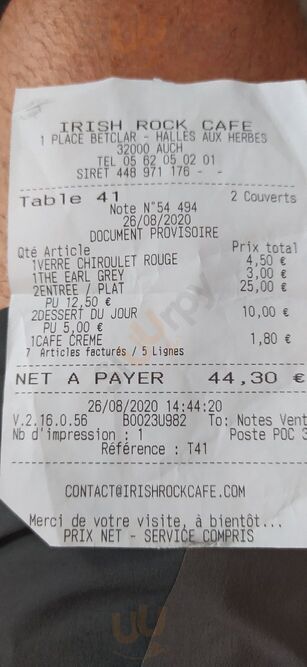 IRISH ROCK CAFE
1 PLACE BETCLAR - HALLES AUX HERBES
32000 AUCH
TEL 05 62 05 02 01
SIRET 448 971 176 - -
Table 41 2 Couverts
Note N°54 494
26/08/2020
DOCUMENT PROVISOIRE
Qté Article Prix total
1VERRE CHIROULET ROUGE 4,50 €
1THE EARL GREY 3,00 €
2ENTREE / PLAT 25,00 €
PU 12,50 €
2DESSERT DU JOUR 10,00 €
PU 5,00 €
1CAFE CREME 1,80 €
7 Articles facturés / 5 Lignes
NET A PAYER 44,30 €
26/08/2020 14:44:20
V.2.16.0.56 B0023U982 To: Notes Vent
Nb d'impression : 1 Poste POC 3
Référence : T41
CONTACT@IRISHROCKCAFE.COM
Merci de votre visite, à bientôt...
PRIX NET - SERVICE COMPRIS